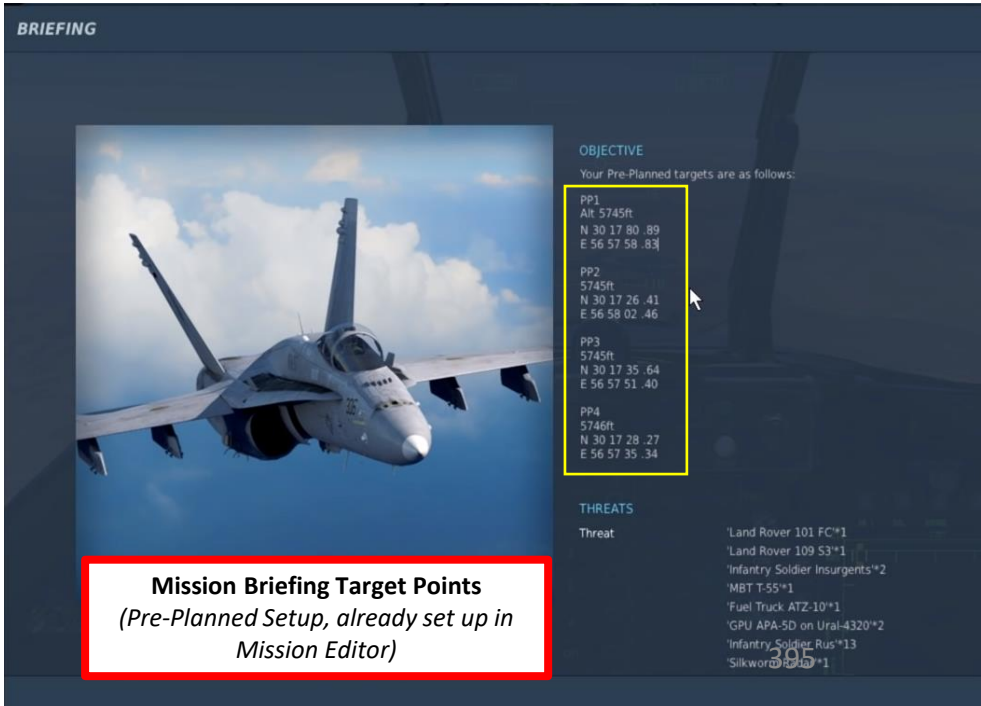 BRIEFING
OBJECTIVE
Your Pre-Planned targets are as follows:
PP1
Alt 5745ft
N 30 17 80 .89
E 56 57 58 .83
PP2
5745ft
N 30 17 26 .41
E 56 58 02 .46
PP3
5745ft
N 30 17 35 .64
E 56 57 51 .40
PP4
5746ft
N 30 17 28 .27
E 56 57 35 .34
THREATS
Threat
'Land Rover 101 FC'*1
'Land Rover 109 S3'*1
'Infantry Soldier Insurgents'*2
'MBT T-55'*1
'Fuel Truck ATZ-10'*1
'GPU APA-5D on Ural-4320'*2
'Infantry Soldier Rus'*13
'Silkworm Radar'*1
395
Mission Briefing Target Points
(Pre-Planned Setup, already set up in
Mission Editor)